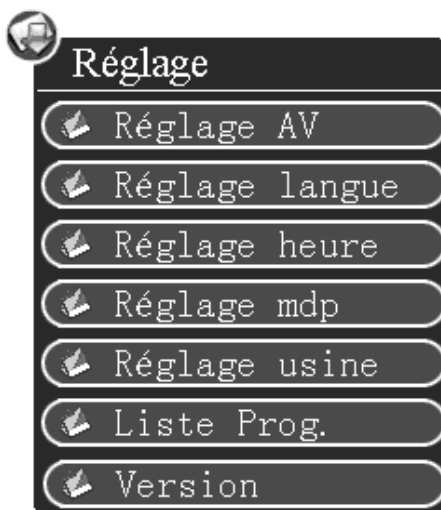 Réglage
Réglage AV
Réglage langue
Réglage heure
Réglage mdp
Réglage usine
Liste Prog.
Version